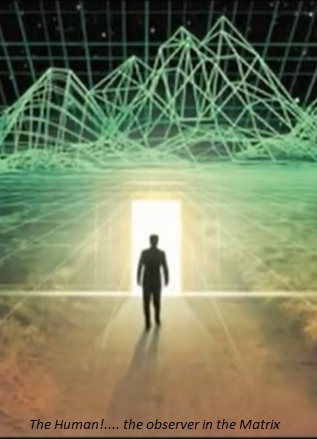 The Human!.... the observer in the Matrix